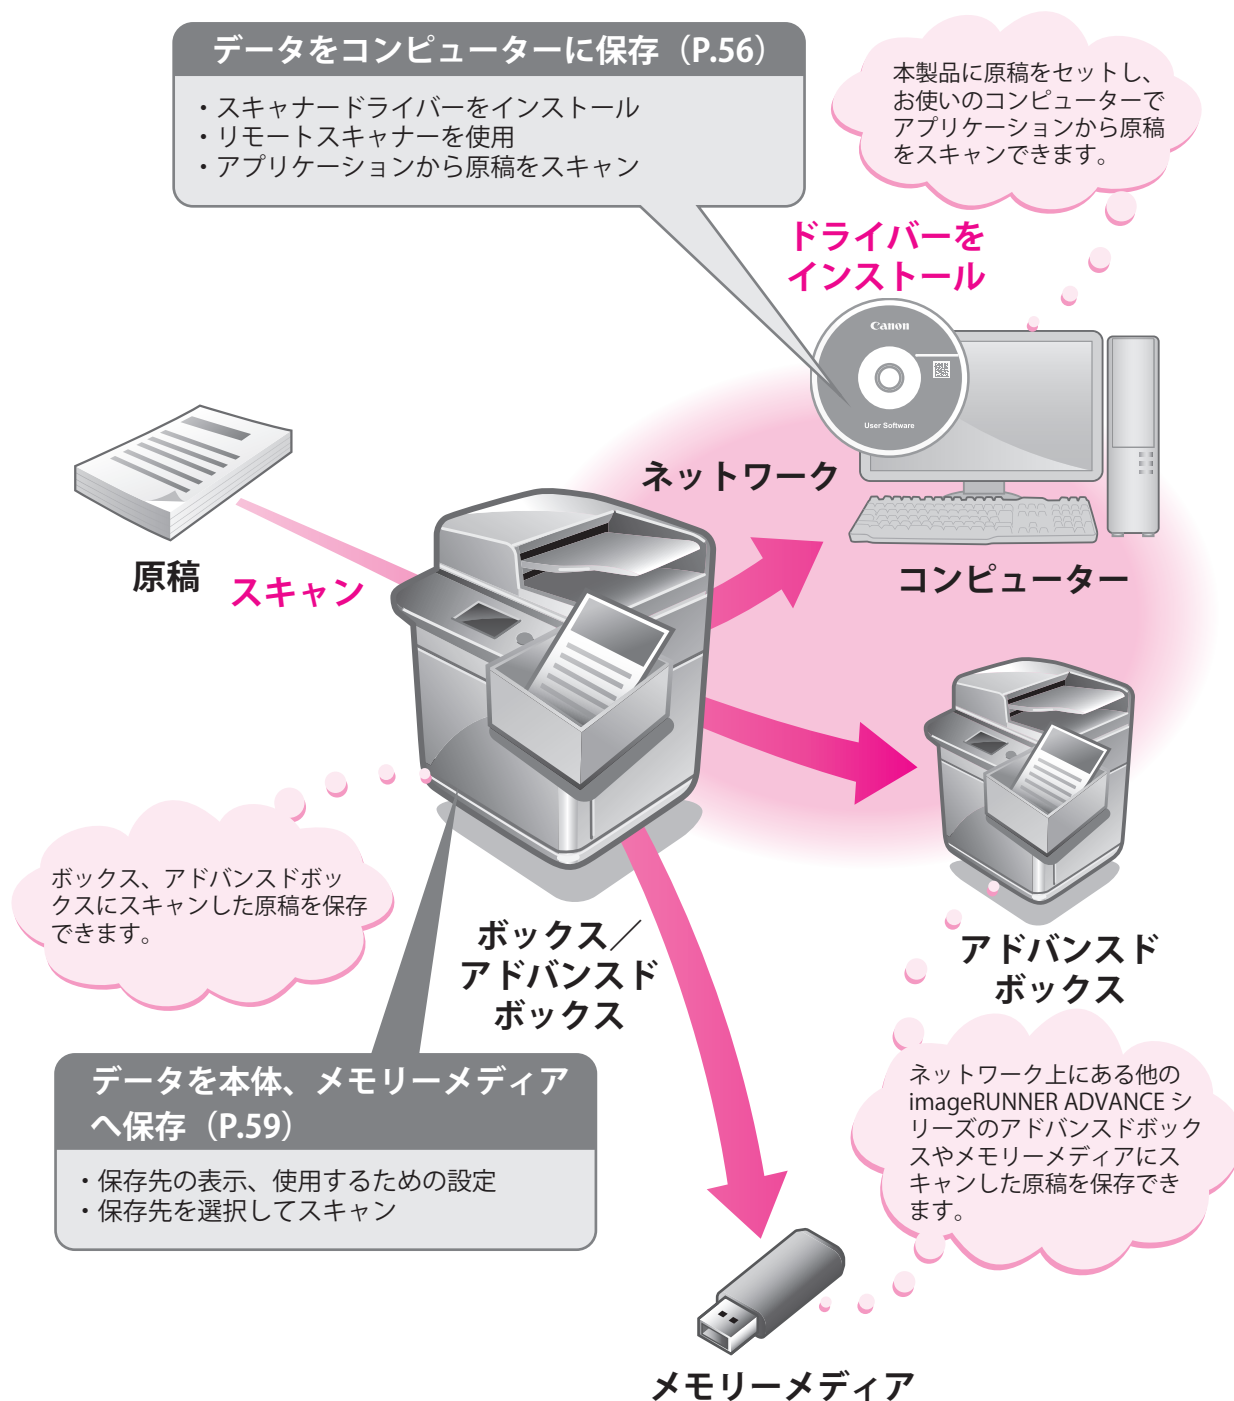 データをコンピューターに保存（P.56）
・スキャナードライバーをインストール
・リモートスキャナーを使用
・アプリケーションから原稿をスキャン
本製品に原稿をセットし、
お使いのコンピューターで
アプリケーションから原稿
をスキャンできます。
ドライバーを
インストール
Canon
User Software
ネットワーク
原稿
スキャン
コンピューター
ボックス、アドバンスドボッ
クスにスキャンした原稿を保存
できます。
ボックス／
アドバンスド
ボックス
アドバンスド
ボックス
データを本体、メモリーメディア
へ保存（P.59）
・保存先の表示、使用するための設定
・保存先を選択してスキャン
ネットワーク上にある他の
imageRUNNER ADVANCE シ
リーズのアドバンスドボック
スやメモリーメディアにス
キャンした原稿を保存でき
ます。
メモリーメディア